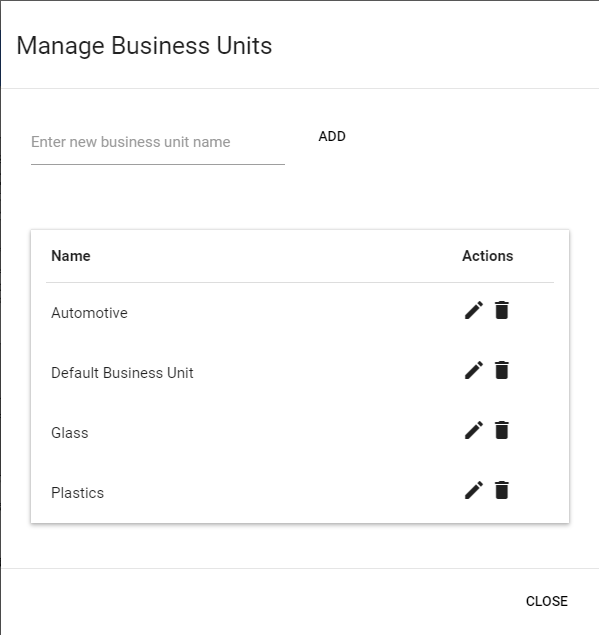 Manage Business Units
Enter new business unit name ADD
Name Actions
Automotive
Default Business Unit
Glass
Plastics
CLOSE